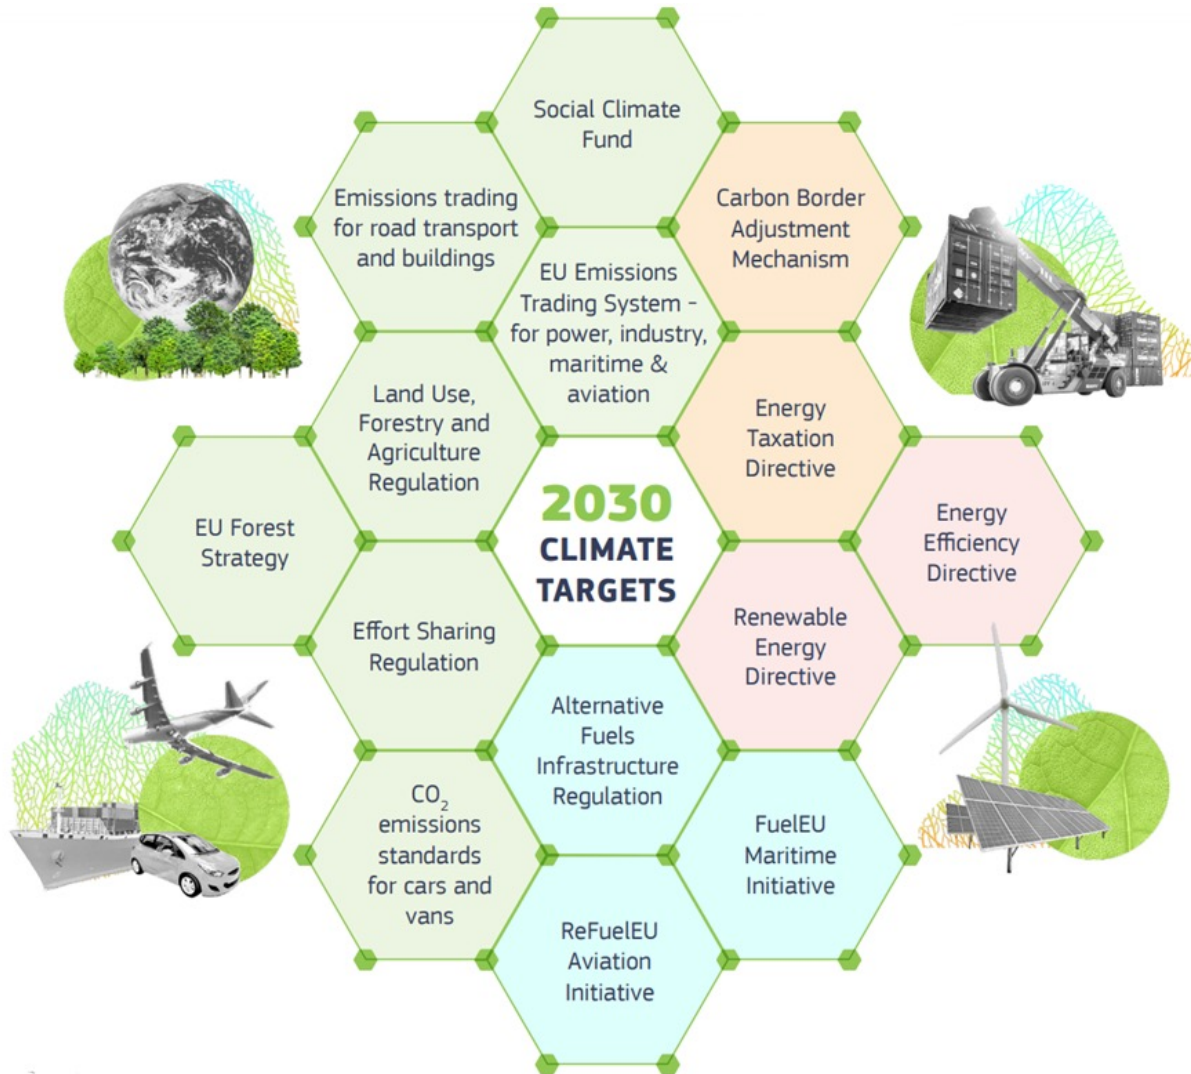 Social Climate
Fund
Emissions trading
for road transport
and buildings
Carbon Border
Adjustment
Mechanism
EU Emissions
Trading System -
for power, industry,
maritime &
aviation
Land Use,
Forestry and
Agriculture
Regulation
Energy
Taxation
Directive
EU Forest
Strategy
2030
CLIMATE
TARGETS
Energy
Efficiency
Directive
Effort Sharing
Regulation
Renewable
Energy
Directive
Alternative
Fuels
Infrastructure
Regulation
CO₂
emissions
standards
for cars and
vans
FuelEU
Maritime
Initiative
ReFuelEU
Aviation
Initiative